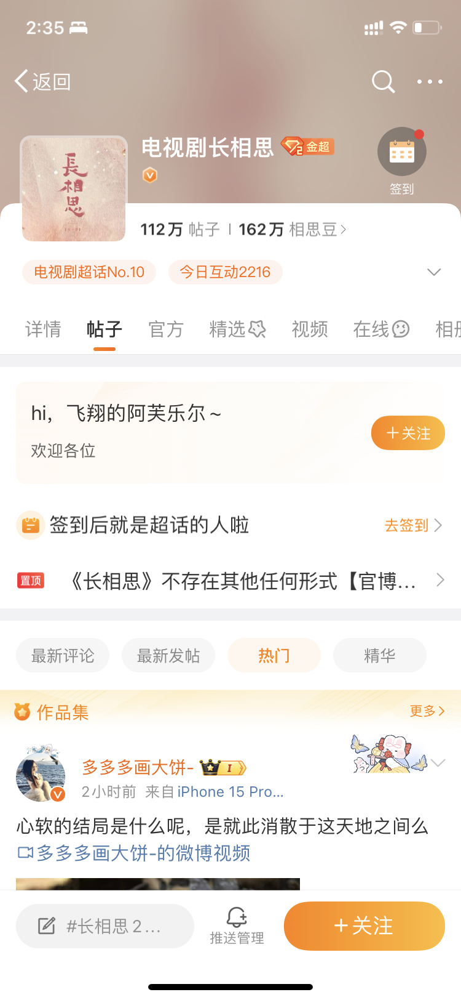 2:35
返回
電視剧长相思
金超
2
長相思
签到
112万 帖子 | 162万 相思豆
电视剧超话No.10
今日互动2216
详情 帖子 官方 精选 视频 在线 相册
hi，飞翔的阿芙乐尔～
欢迎各位
+关注
签到后就是超话的人啦
去签到
置顶
《长相思》不存在其他任何形式【官博...
最新评论 最新发帖 热门 精华
作品集
更多
多多多画大饼-
I
2小时前 来自 iPhone 15 Pro...
心软的结局是什么呢，是就此消散于这天地之间么
多多多画大饼-的微博视频
#长相思 2...
推送管理
+关注